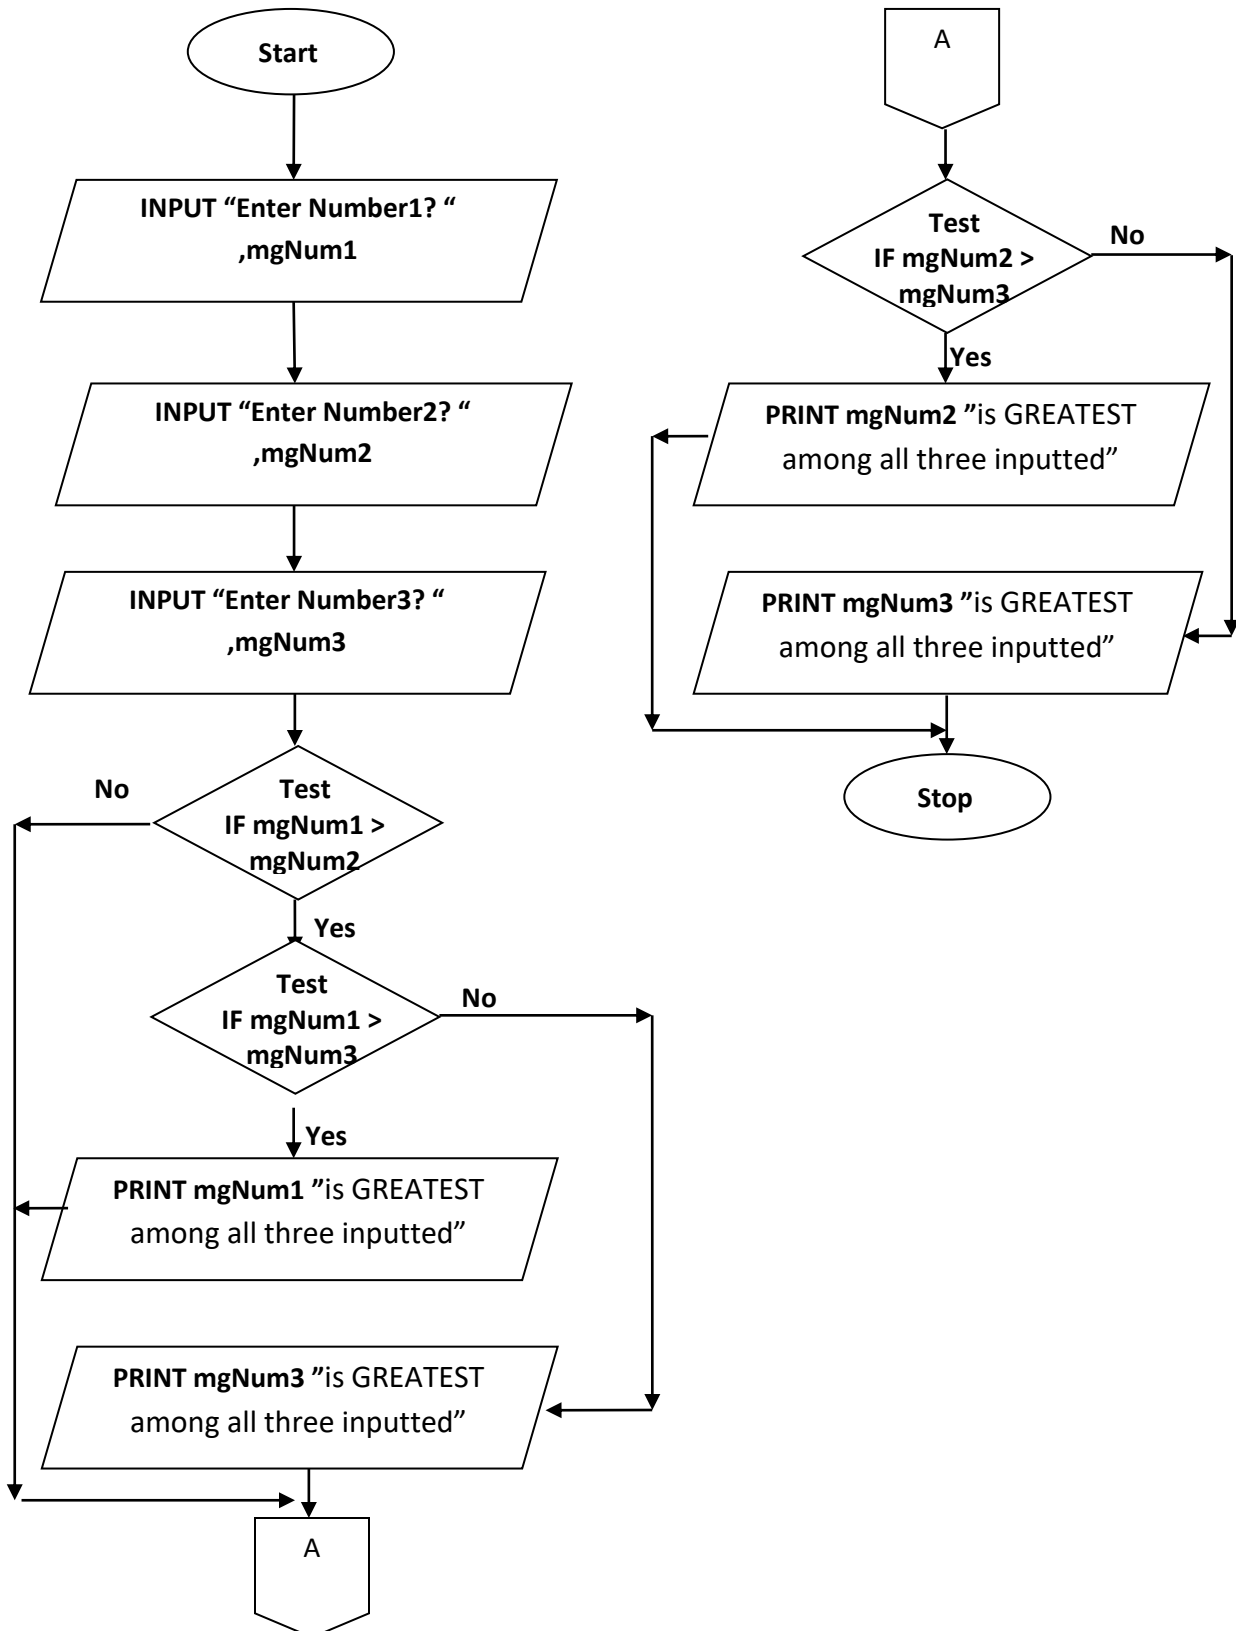 Start
INPUT “Enter Number1? “
,mgNum1
INPUT “Enter Number2? “
,mgNum2
INPUT “Enter Number3? “
,mgNum3
No
Test
IF mgNum1 >
mgNum2
Yes
Test
IF mgNum1 >
mgNum3
No
Yes
PRINT mgNum1 ”is GREATEST
among all three inputted”
PRINT mgNum3 ”is GREATEST
among all three inputted”
A
A
Test
IF mgNum2 >
mgNum3
No
Yes
PRINT mgNum2 ”is GREATEST
among all three inputted”
PRINT mgNum3 ”is GREATEST
among all three inputted”
Stop